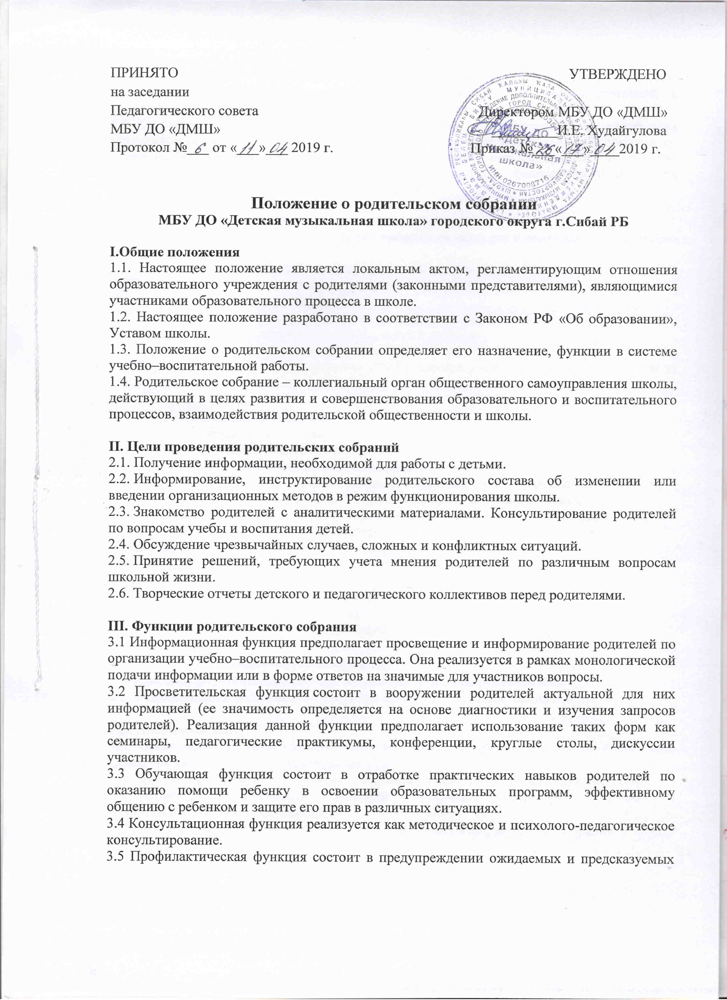 ПРИНЯТО
на заседании
Педагогического совета
МБУ ДО «ДМШ»
Протокол № 6 от «11» 04 2019 г.
УТВЕРЖДЕНО
Директором МБУ ДО «ДМШ»
И.Е. Худайгулова
Приказ № 26 «17» 04 2019 г.
МБУ ДО
«Детская
музыкальная
школа»
ИНН 0267008716
Положение о родительском собрании
МБУ ДО «Детская музыкальная школа» городского округа г.Сибай РБ
I.Общие положения
1.1. Настоящее положение является локальным актом, регламентирующим отношения
образовательного учреждения с родителями (законными представителями), являющимися
участниками образовательного процесса в школе.
1.2. Настоящее положение разработано в соответствии с Законом РФ «Об образовании»,
Уставом школы.
1.3. Положение о родительском собрании определяет его назначение, функции в системе
учебно–воспитательной работы.
1.4. Родительское собрание – коллегиальный орган общественного самоуправления школы,
действующий в целях развития и совершенствования образовательного и воспитательного
процессов, взаимодействия родительской общественности и школы.
II. Цели проведения родительских собраний
2.1. Получение информации, необходимой для работы с детьми.
2.2. Информирование, инструктирование родительского состава об изменении или
введении организационных методов в режим функционирования школы.
2.3. Знакомство родителей с аналитическими материалами. Консультирование родителей
по вопросам учебы и воспитания детей.
2.4. Обсуждение чрезвычайных случаев, сложных и конфликтных ситуаций.
2.5. Принятие решений, требующих учета мнения родителей по различным вопросам
школьной жизни.
2.6. Творческие отчеты детского и педагогического коллективов перед родителями.
III. Функции родительского собрания
3.1 Информационная функция предполагает просвещение и информирование родителей по
организации учебно–воспитательного процесса. Она реализуется в рамках монологической
подачи информации или в форме ответов на значимые для участников вопросы.
3.2 Просветительская функция состоит в вооружении родителей актуальной для них
информацией (ее значимость определяется на основе диагностики и изучения запросов
родителей). Реализация данной функции предполагает использование таких форм как
семинары, педагогические практикумы, конференции, круглые столы, дискуссии
участников.
3.3 Обучающая функция состоит в отработке практических навыков родителей по
оказанию помощи ребенку в освоении образовательных программ, эффективному
общению с ребенком и защите его прав в различных ситуациях.
3.4 Консультационная функция реализуется как методическое и психолого-педагогическое
консультирование.
3.5 Профилактическая функция состоит в предупреждении ожидаемых и предсказуемых